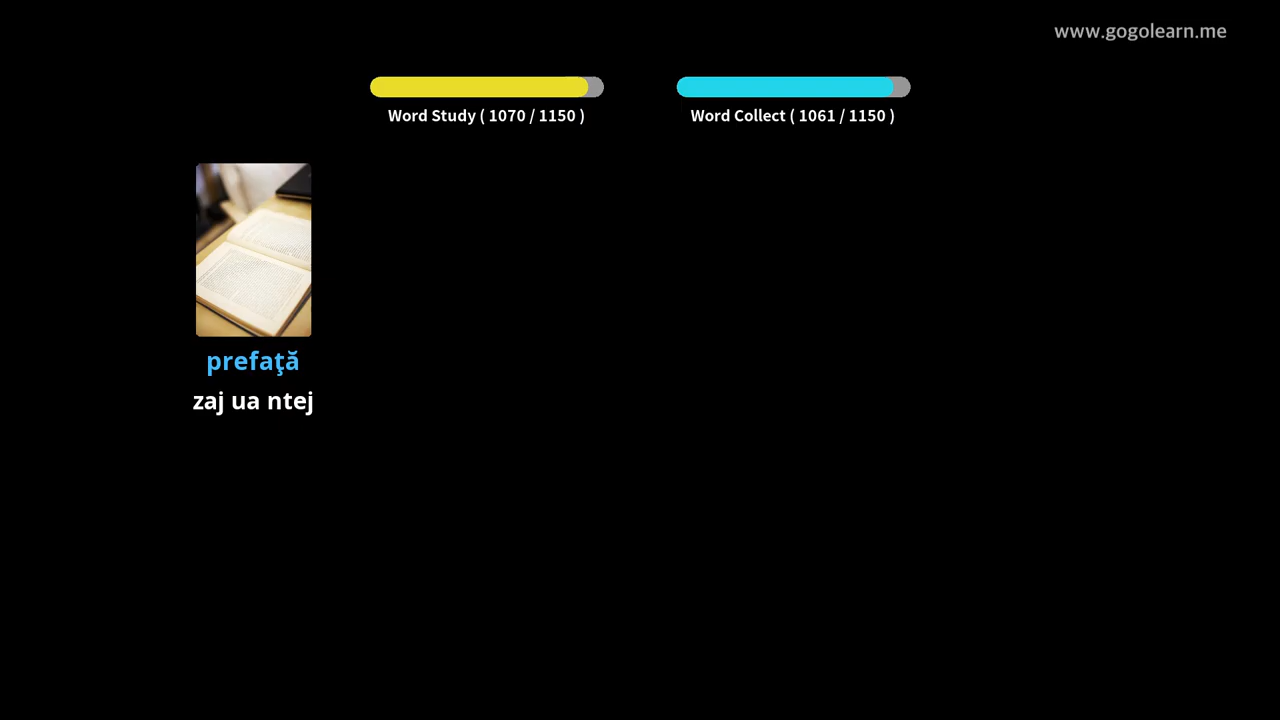 www.gogolearn.me
Word Study ( 1070 / 1150 )
Word Collect ( 1061 / 1150 )
prefaţă
zaj ua ntej